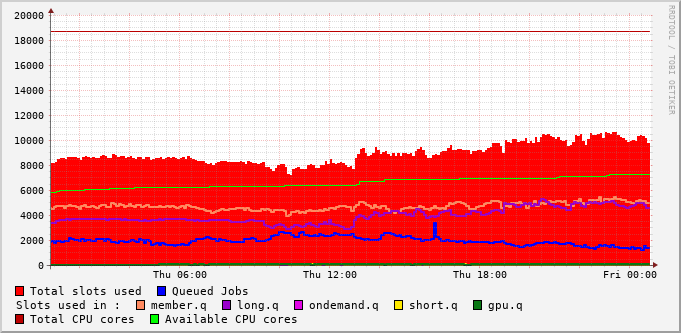 20000
18000
16000
14000
12000
10000
8000
6000
4000
2000
0
Thu 06:00 Thu 12:00 Thu 18:00 Fri 00:00
Total slots used Queued Jobs
Slots used in : member.q long.q ondemand.q short.q gpu.q
Total CPU cores Available CPU cores
RRDTOOL / TOBI OETIKER